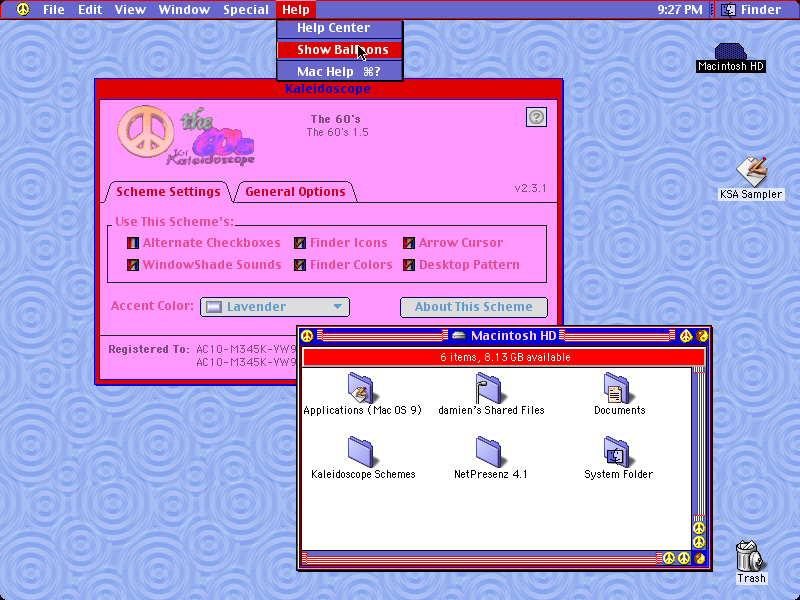 File Edit View Window Special Help 9:27 PM Finder
Help Center
Show Balloons
Mac Help ⌘?
Macintosh HD
Kaleidoscope
the 60's for Kaleidoscope
The 60's
The 60's 1.5
KSA Sampler
Scheme Settings General Options v2.3.1
Use This Scheme's:
Alternate Checkboxes Finder Icons Arrow Cursor
WindowShade Sounds Finder Colors Desktop Pattern
Accent Color: Lavender About This Scheme
Registered To: AC10-M345K-VW9
AC10-M345K-VW9
Macintosh HD
6 items, 8.13 GB available
Applications (Mac OS 9) damien's Shared Files Documents
Kaleidoscope Schemes NetPresenz 4.1 System Folder
Trash